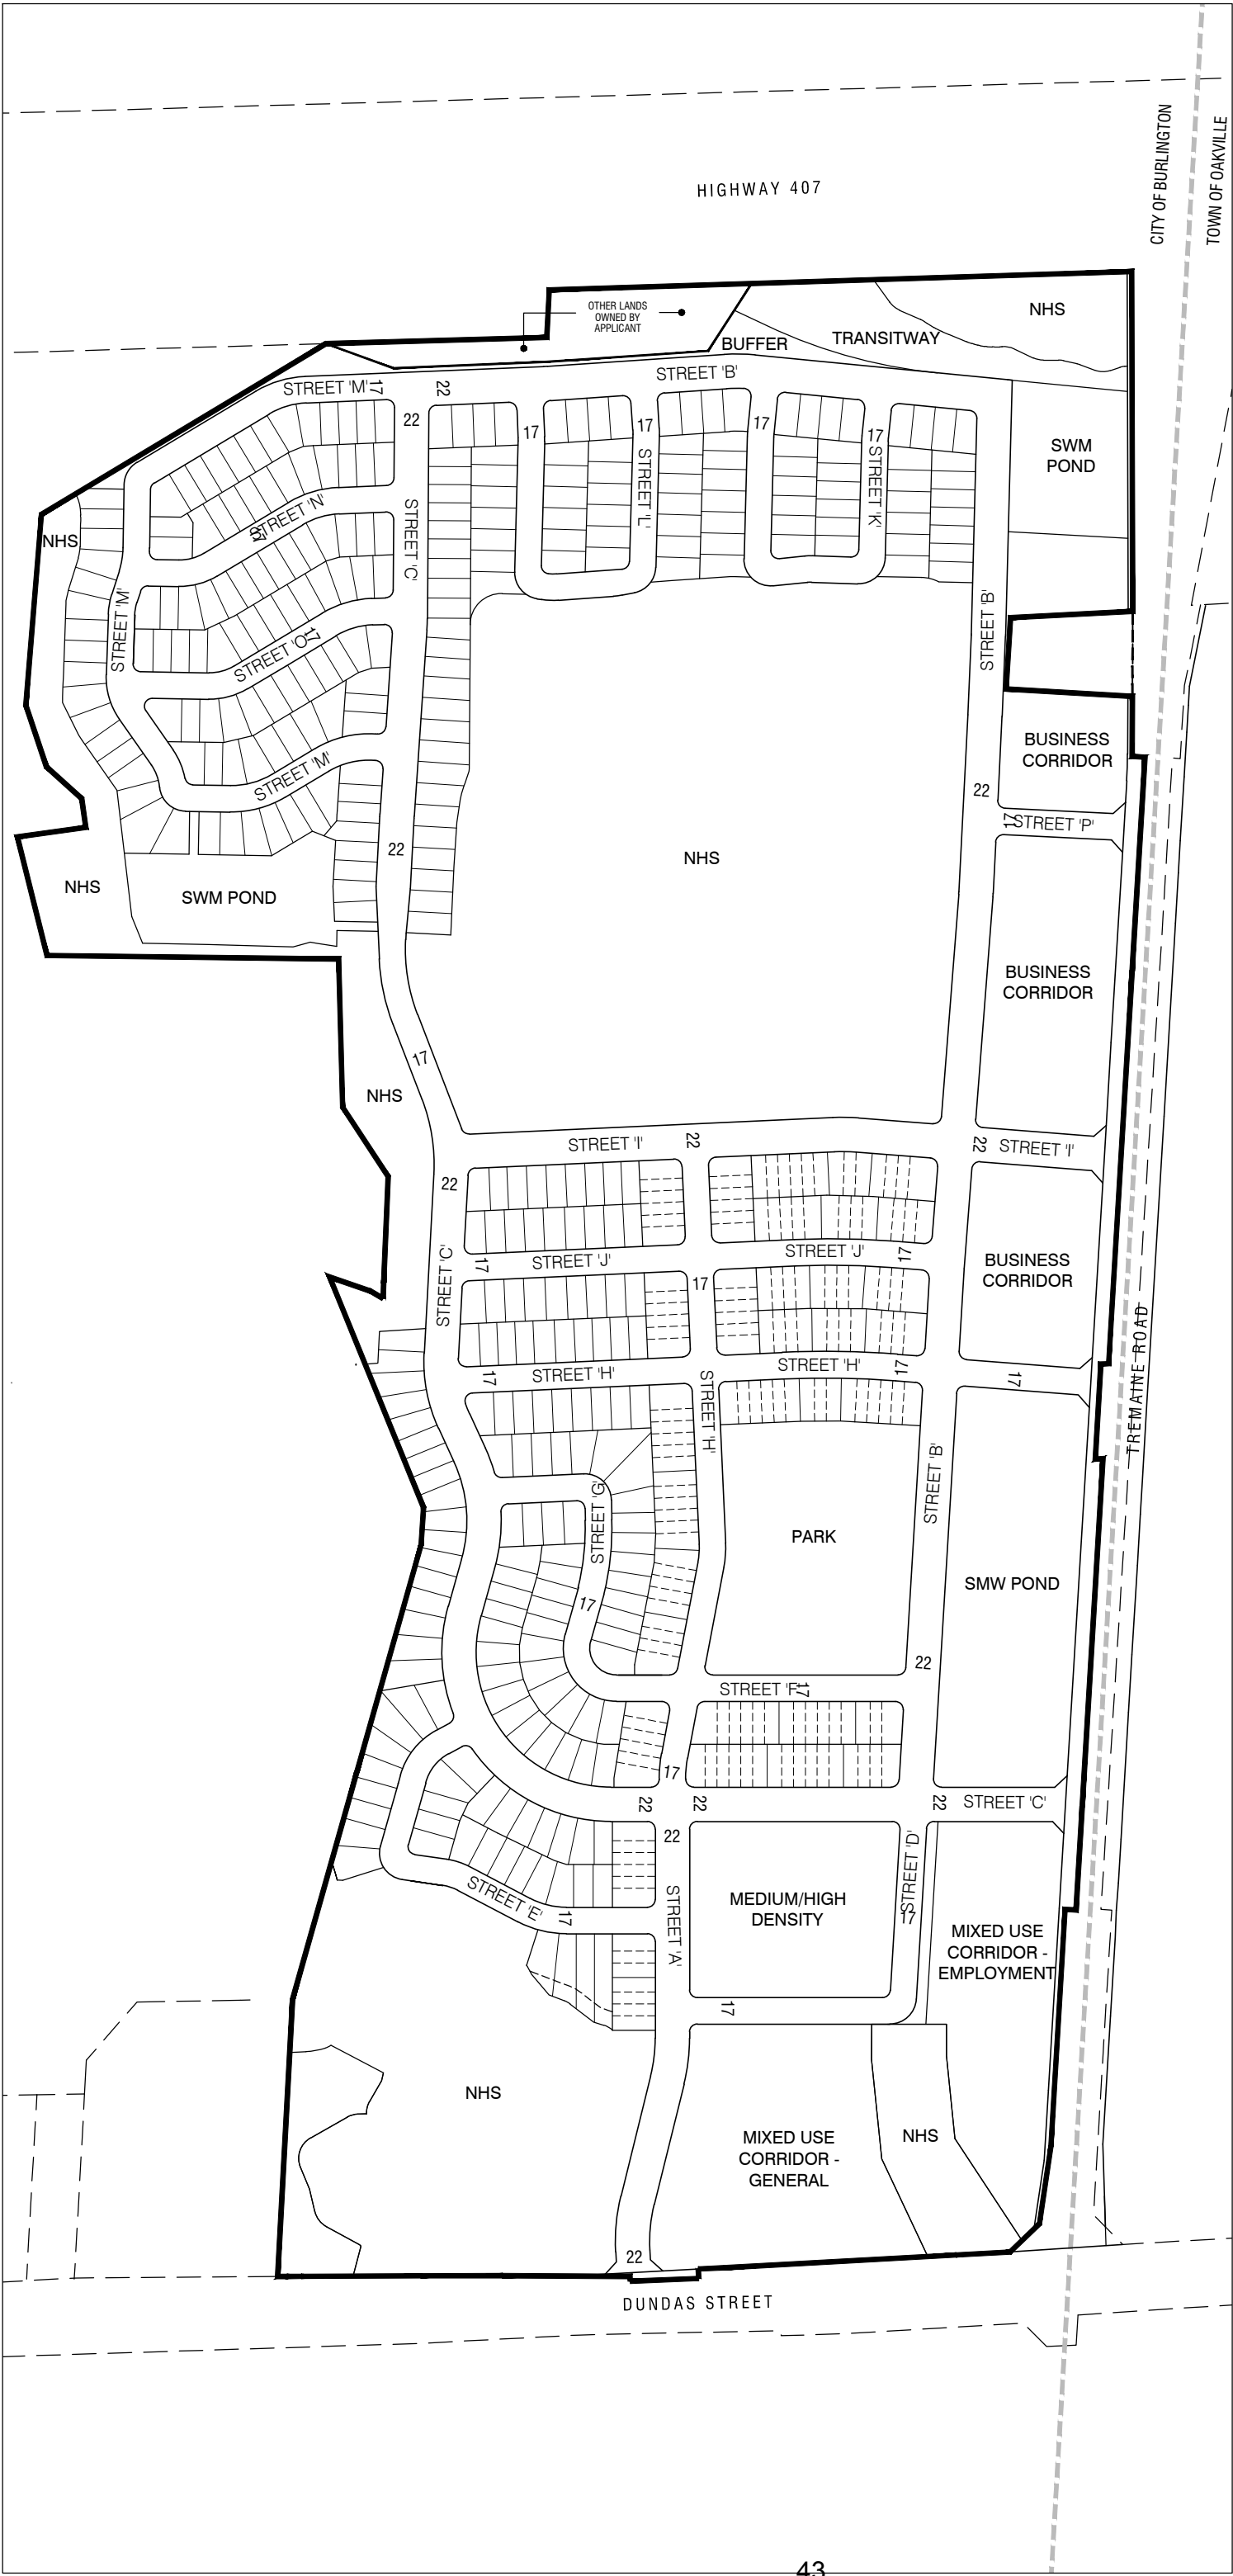 CITY OF BURLINGTON
TOWN OF OAKVILLE
HIGHWAY 407
OTHER LANDS
OWNED BY
APPLICANT
NHS
BUFFER
TRANSITWAY
STREET 'M'
17
22
STREET 'B'
22
17
17
17
17
SWM
POND
STREET 'L'
STREET 'K'
STREET 'N'
17
STREET 'C'
NHS
STREET 'M'
STREET 'O'
17
STREET 'B'
STREET 'M'
BUSINESS
CORRIDOR
22
17
STREET 'P'
22
NHS
NHS
SWM POND
BUSINESS
CORRIDOR
17
NHS
STREET 'I'
22
22
STREET 'I'
22
STREET 'C'
17
STREET 'J'
STREET 'J'
17
BUSINESS
CORRIDOR
17
TREMAINE ROAD
17
STREET 'H'
STREET 'H'
17
17
STREET 'H'
STREET 'B'
STREET 'G'
PARK
SMW POND
17
22
STREET 'F'
17
17
22
22
22
STREET 'C'
22
STREET 'D'
17
STREET 'E'
17
STREET 'A'
MEDIUM/HIGH
DENSITY
MIXED USE
CORRIDOR -
EMPLOYMENT
17
NHS
MIXED USE
CORRIDOR -
GENERAL
NHS
22
DUNDAS STREET
43